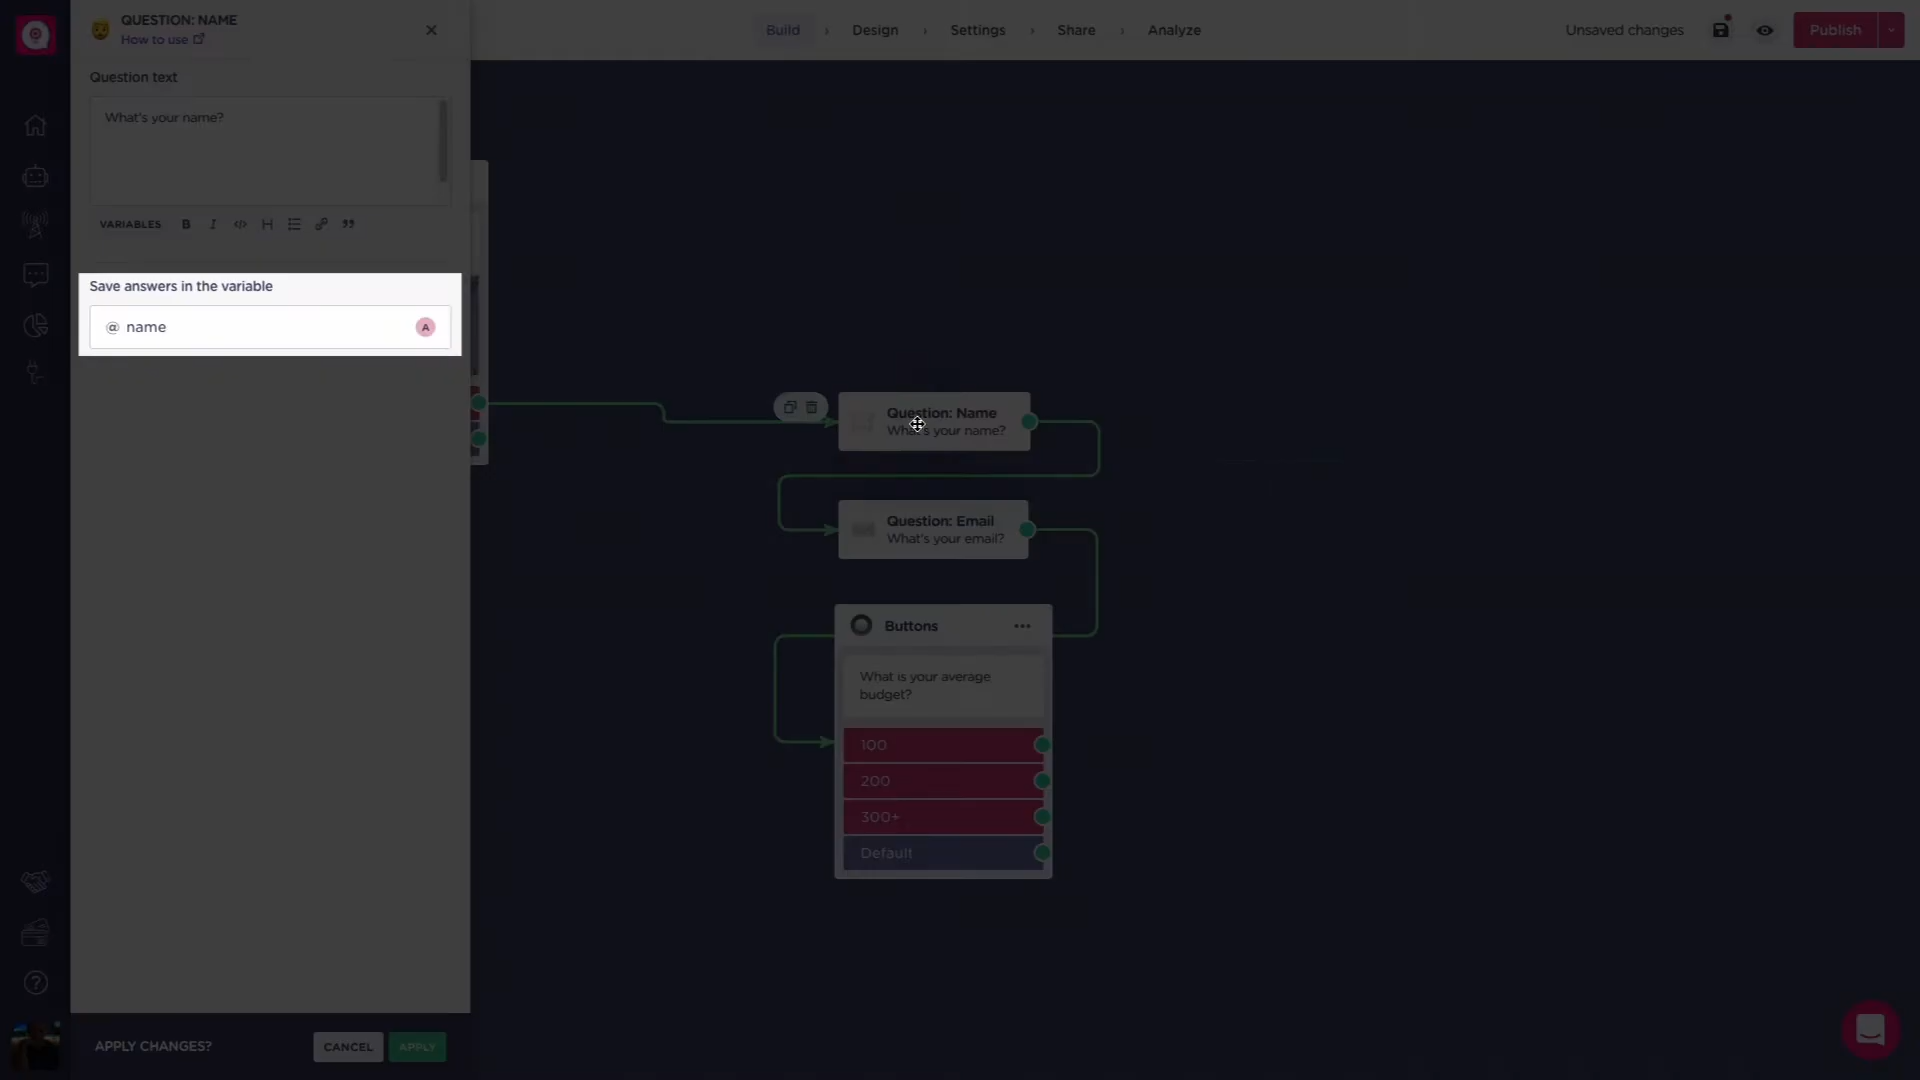 QUESTION: NAME
How to use
Build
Design
Settings
Share
Analyze
Unsaved changes
Publish
Question text
What's your name?
VARIABLES B I </> H
Save answers in the variable
@ name
A
Question: Name
What's your name?
Question: Email
What's your email?
Buttons
What is your average
budget?
100
200
300+
Default
APPLY CHANGES?
CANCEL
APPLY